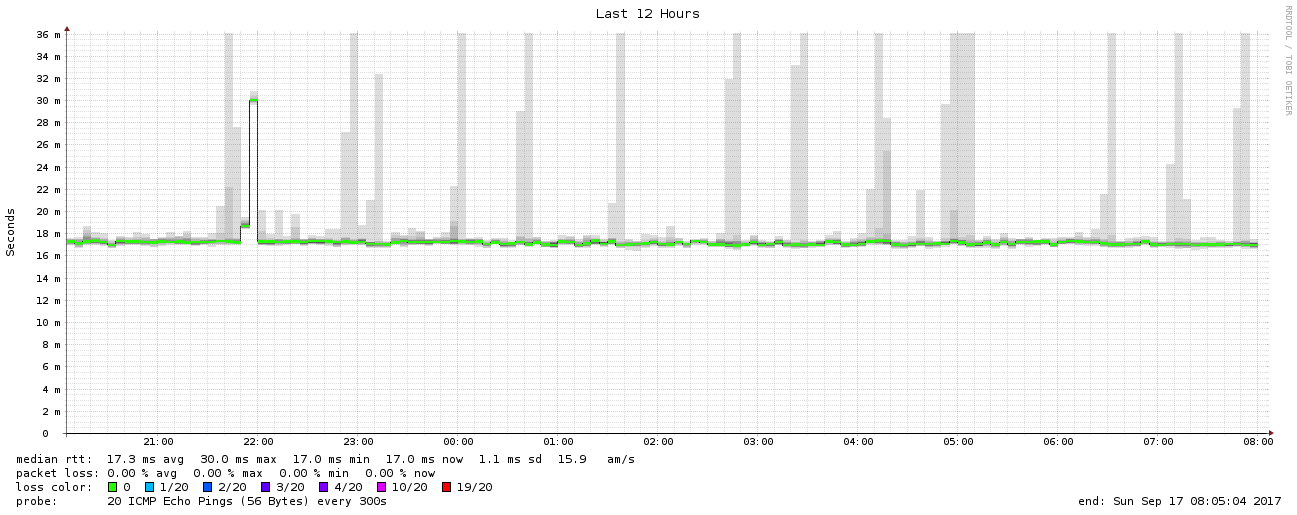 Last 12 Hours
RRDTOOL / TOBI OETIKER
Seconds
36 m
34 m
32 m
30 m
28 m
26 m
24 m
22 m
20 m
18 m
16 m
14 m
12 m
10 m
8 m
6 m
4 m
2 m
0
21:00 22:00 23:00 00:00 01:00 02:00 03:00 04:00 05:00 06:00 07:00 08:00
median rtt: 17.3 ms avg 30.0 ms max 17.0 ms min 17.0 ms now 1.1 ms sd 15.9 am/s
packet loss: 0.00 % avg 0.00 % max 0.00 % min 0.00 % now
loss color: 0 1/20 2/20 3/20 4/20 10/20 19/20
probe: 20 ICMP Echo Pings (56 Bytes) every 300s end: Sun Sep 17 08:05:04 2017